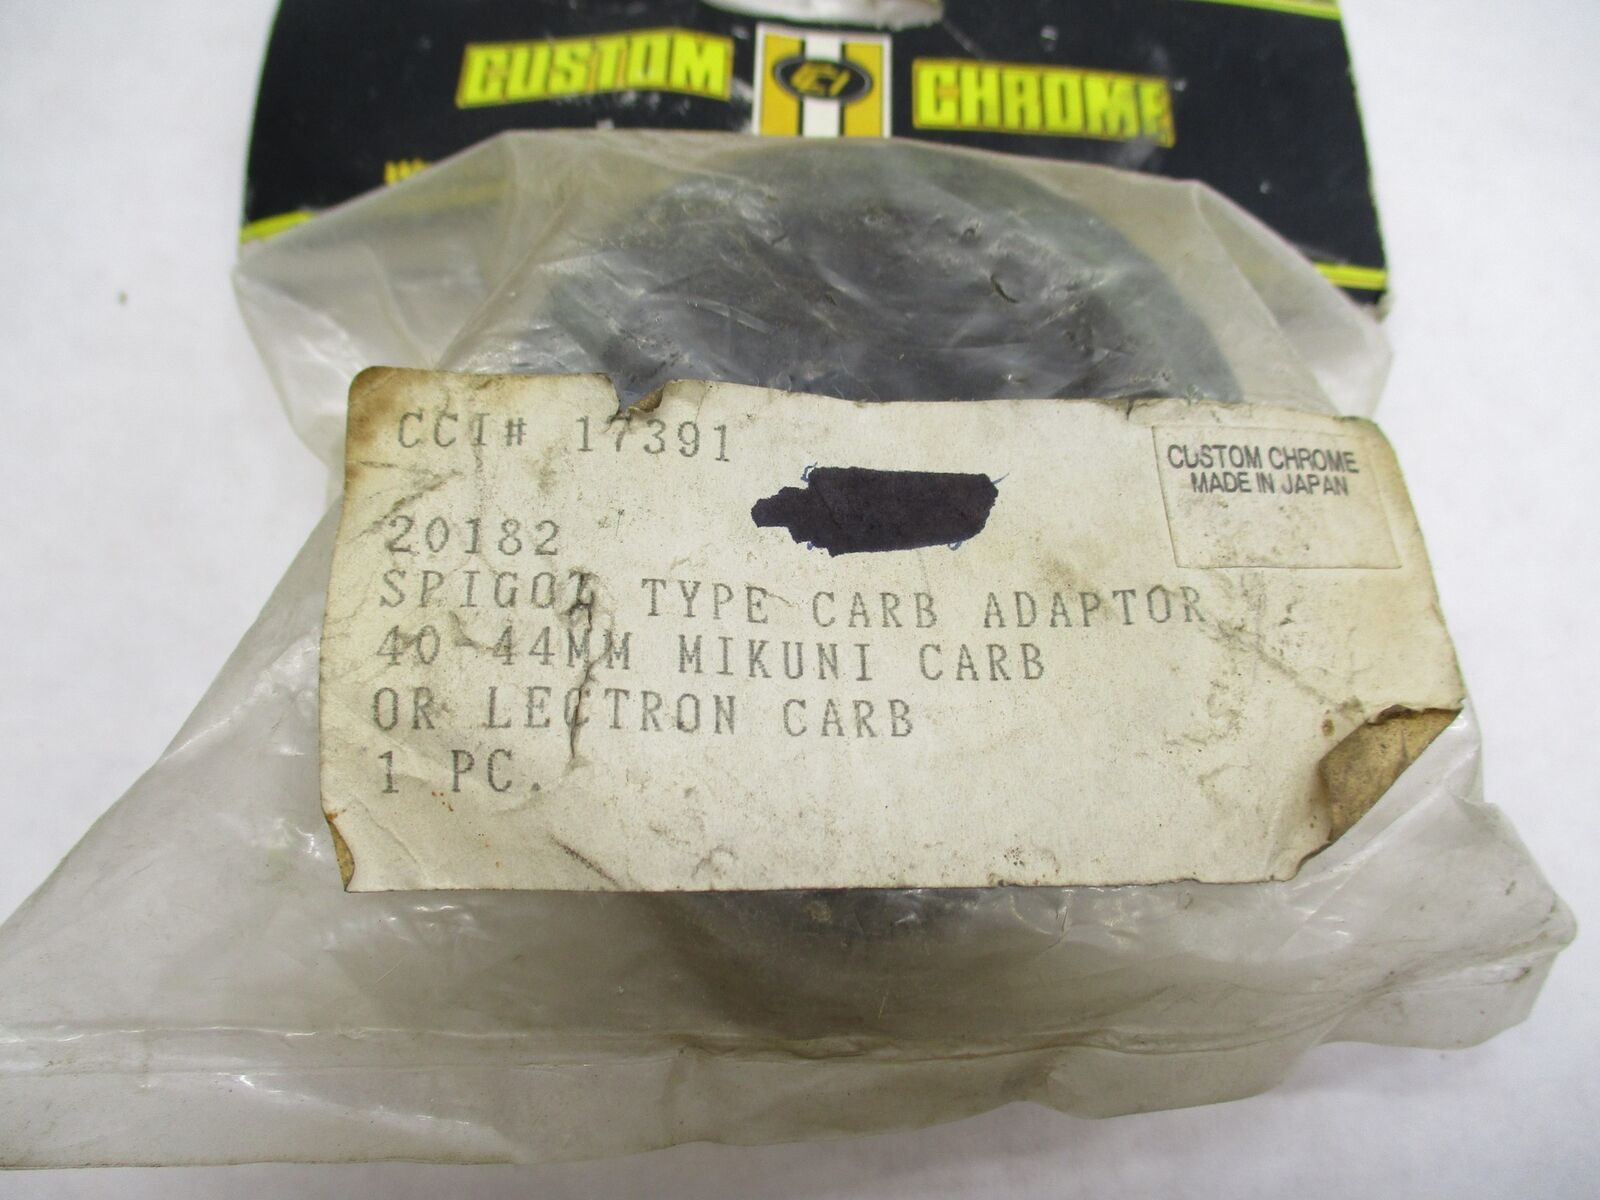 CUSTOM CCI CHROME
CCI# 17391
CUSTOM CHROME
MADE IN JAPAN
20182
SPIGOT TYPE CARB ADAPTOR
40-44MM MIKUNI CARB
OR LECTRON CARB
1 PC.